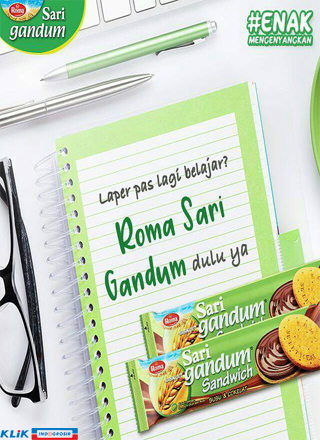 Roma
Sari
gandum
#ENAK
MENGENYANGKAN
Laper pas lagi belajar?
Roma Sari
Gandum dulu ya
Roma
Sari
gandum
Sandwich
Roma
Sari
gandum
Sandwich
SUSU & COKELAT
KLIK INDOGROSIR